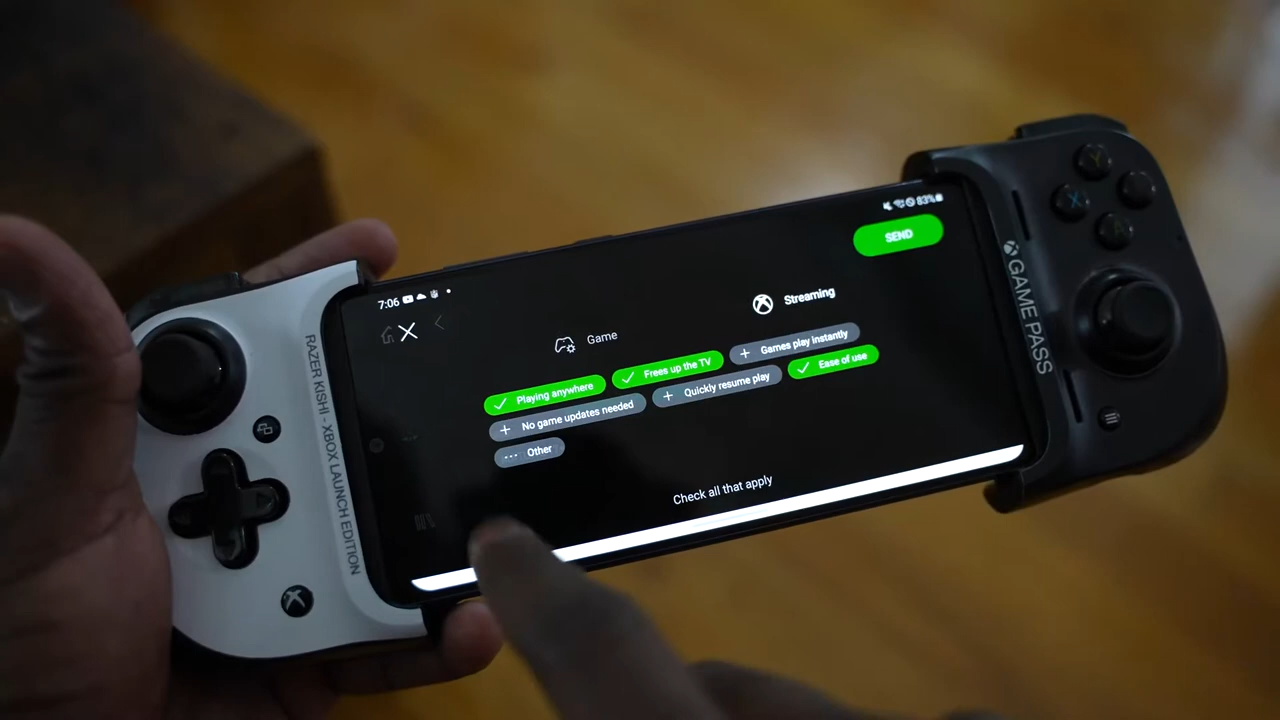 7:06
83%
SEND
Streaming
Game
Playing anywhere
Frees up the TV
Games play instantly
No game updates needed
Quickly resume play
Ease of use
Other
Check all that apply
RAZER KISHI - XBOX LAUNCH EDITION
GAME PASS
Y
X
A